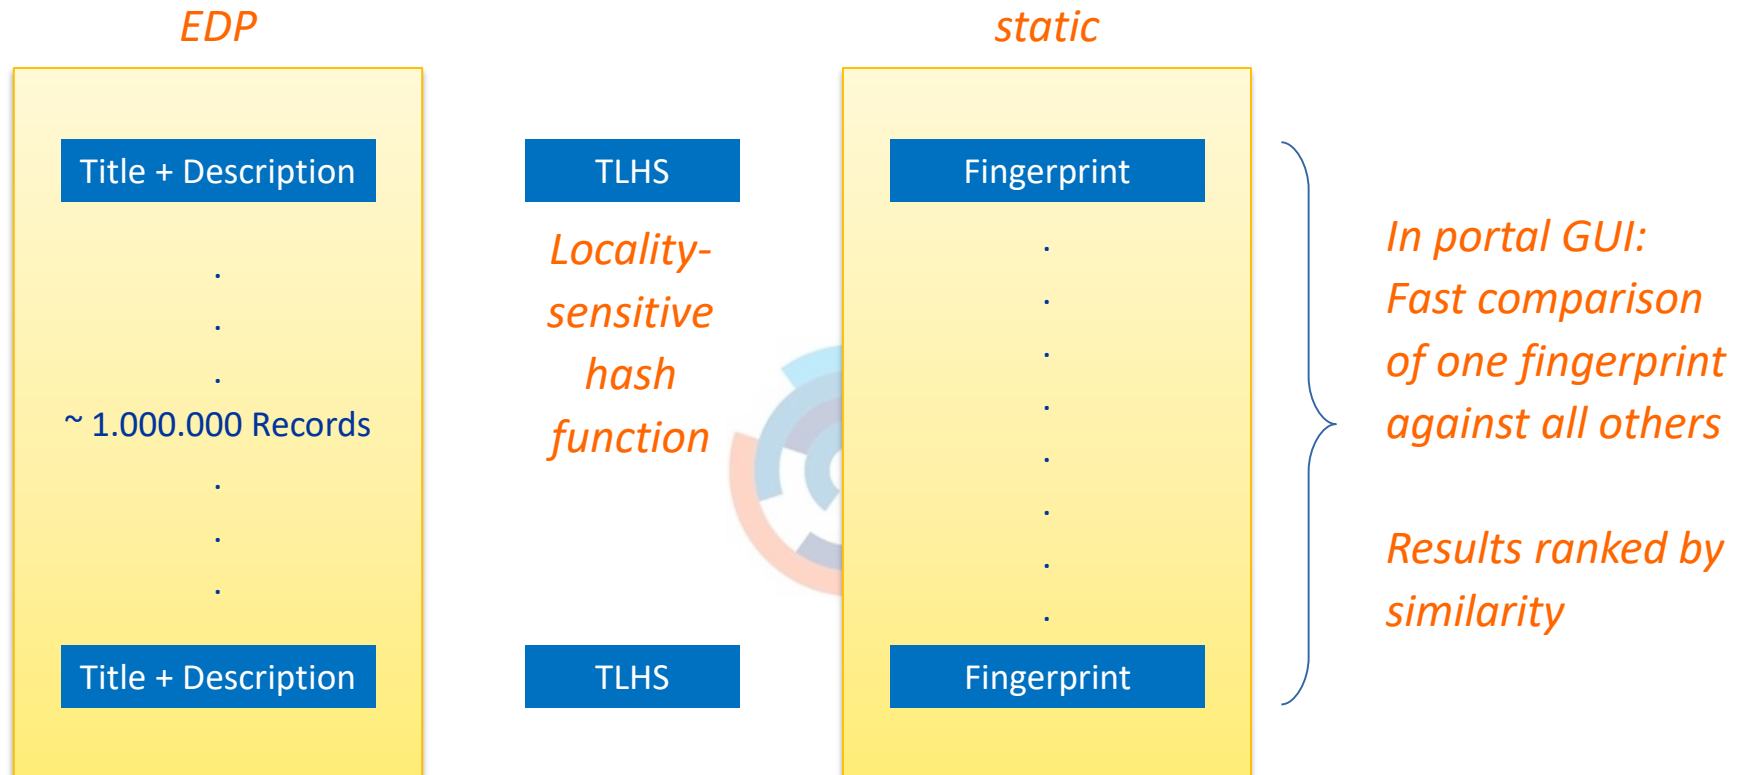 EDP
static
Title + Description
TLHS
Fingerprint
Locality-
sensitive
hash
function
.
.
.
~ 1.000.000 Records
.
.
.
.
.
.
.
.
.
.
.
In portal GUI:
Fast comparison
of one fingerprint
against all others
Results ranked by
similarity
Title + Description
TLHS
Fingerprint